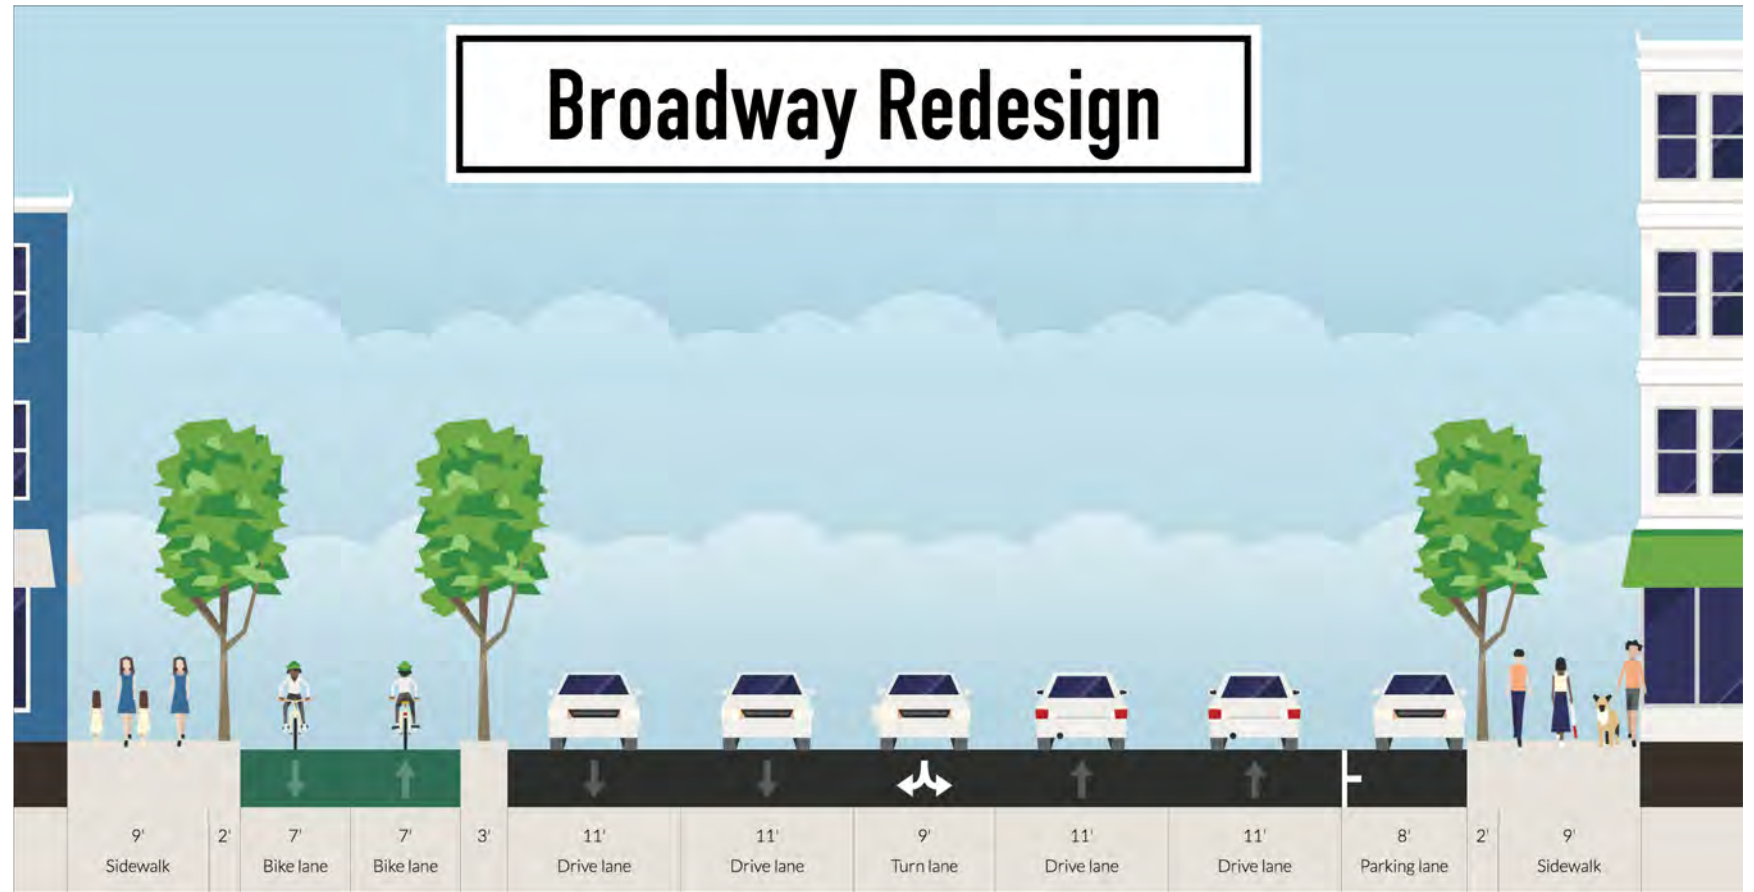 Broadway Redesign
9' 2' 7' 7' 3' 11' 11' 9' 11' 11' 8' 2' 9'
Sidewalk Bike lane Bike lane Drive lane Drive lane Turn lane Drive lane Drive lane Parking lane Sidewalk